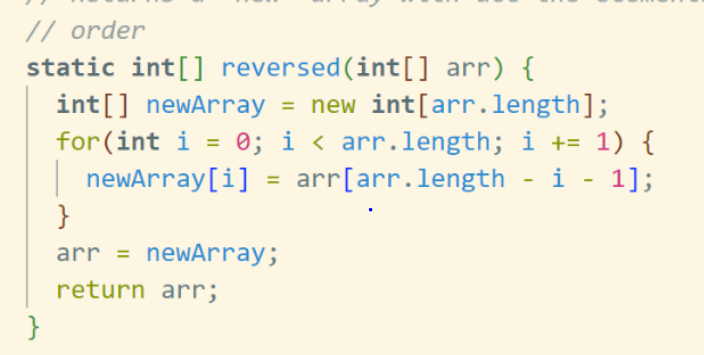 // order
static int[] reversed(int[] arr) {
int[] newArray = new int[arr.length];
for(int i = 0; i < arr.length; i += 1) {
newArray[i] = arr[arr.length - i - 1];
}
arr = newArray;
return arr;
}